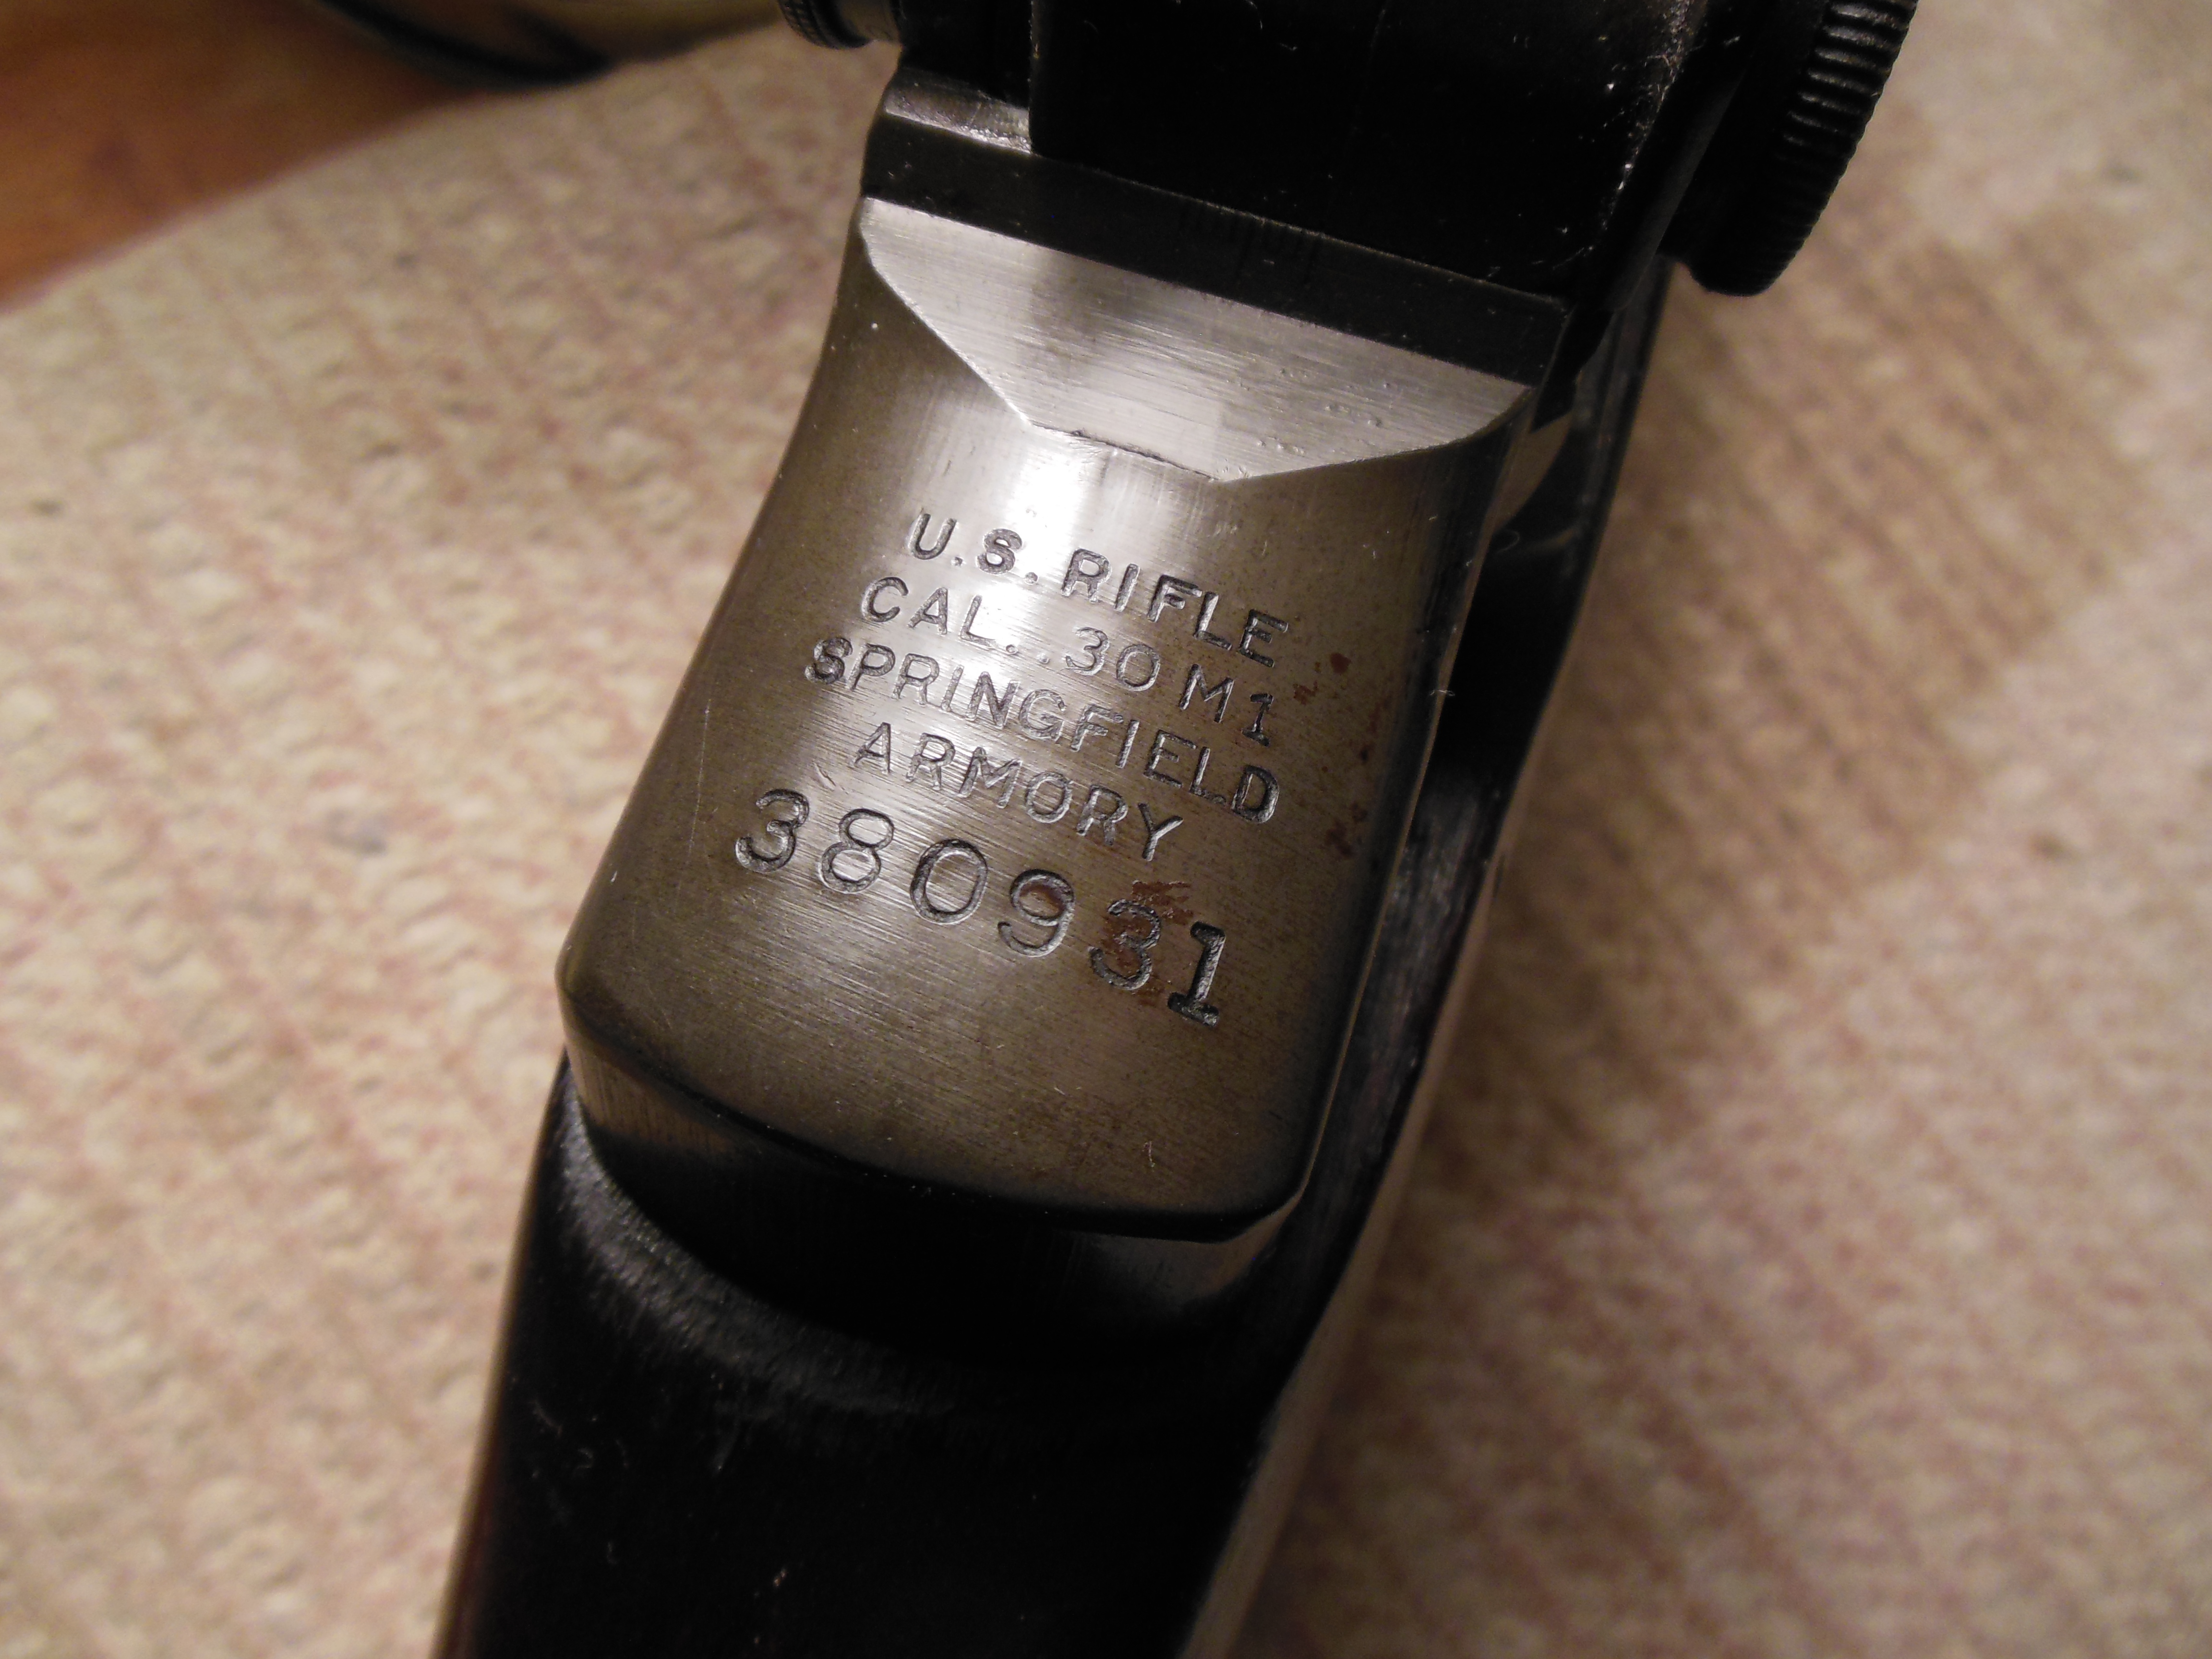 U.S. RIFLE
CAL. .30 M1
SPRINGFIELD
ARMORY
380931